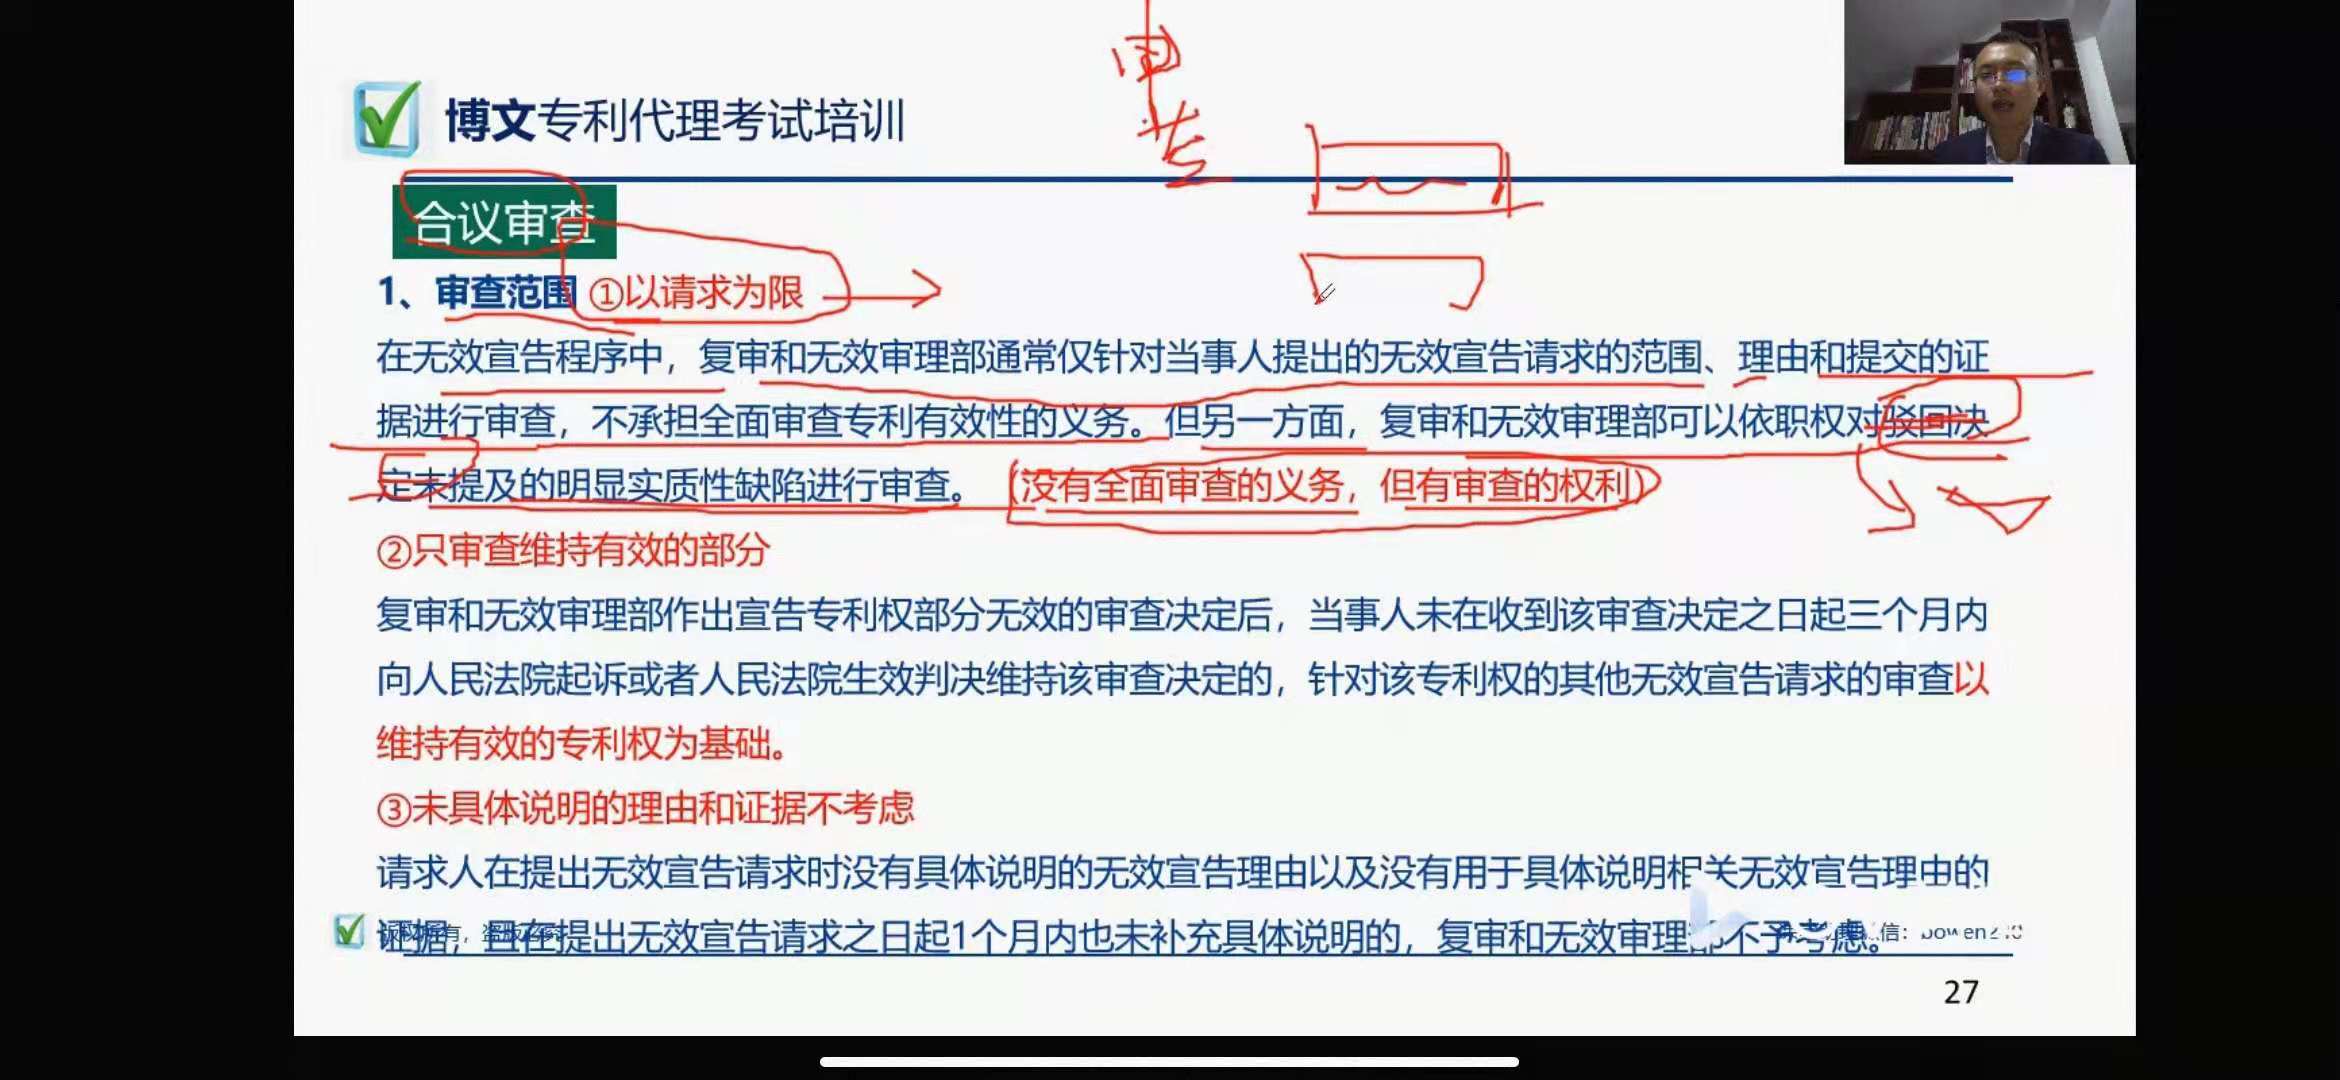 博文专利代理考试培训
合议审查
1、审查范围 ①以请求为限
在无效宣告程序中，复审和无效审理部通常仅针对当事人提出的无效宣告请求的范围、理由和提交的证
据进行审查，不承担全面审查专利有效性的义务。但另一方面，复审和无效审理部可以依职权对驳回决
定未提及的明显实质性缺陷进行审查。（没有全面审查的义务，但有审查的权利）
②只审查维持有效的部分
复审和无效审理部作出宣告专利权部分无效的审查决定后，当事人未在收到该审查决定之日起三个月内
向人民法院起诉或者人民法院生效判决维持该审查决定的，针对该专利权的其他无效宣告请求的审查以
维持有效的专利权为基础。
③未具体说明的理由和证据不考虑
请求人在提出无效宣告请求时没有具体说明的无效宣告理由以及没有用于具体说明相关无效宣告理由的
证据，且在提出无效宣告请求之日起1个月内也未补充具体说明的，复审和无效审理部不予考虑。
版权所有，盗版必究
信：bowen
27